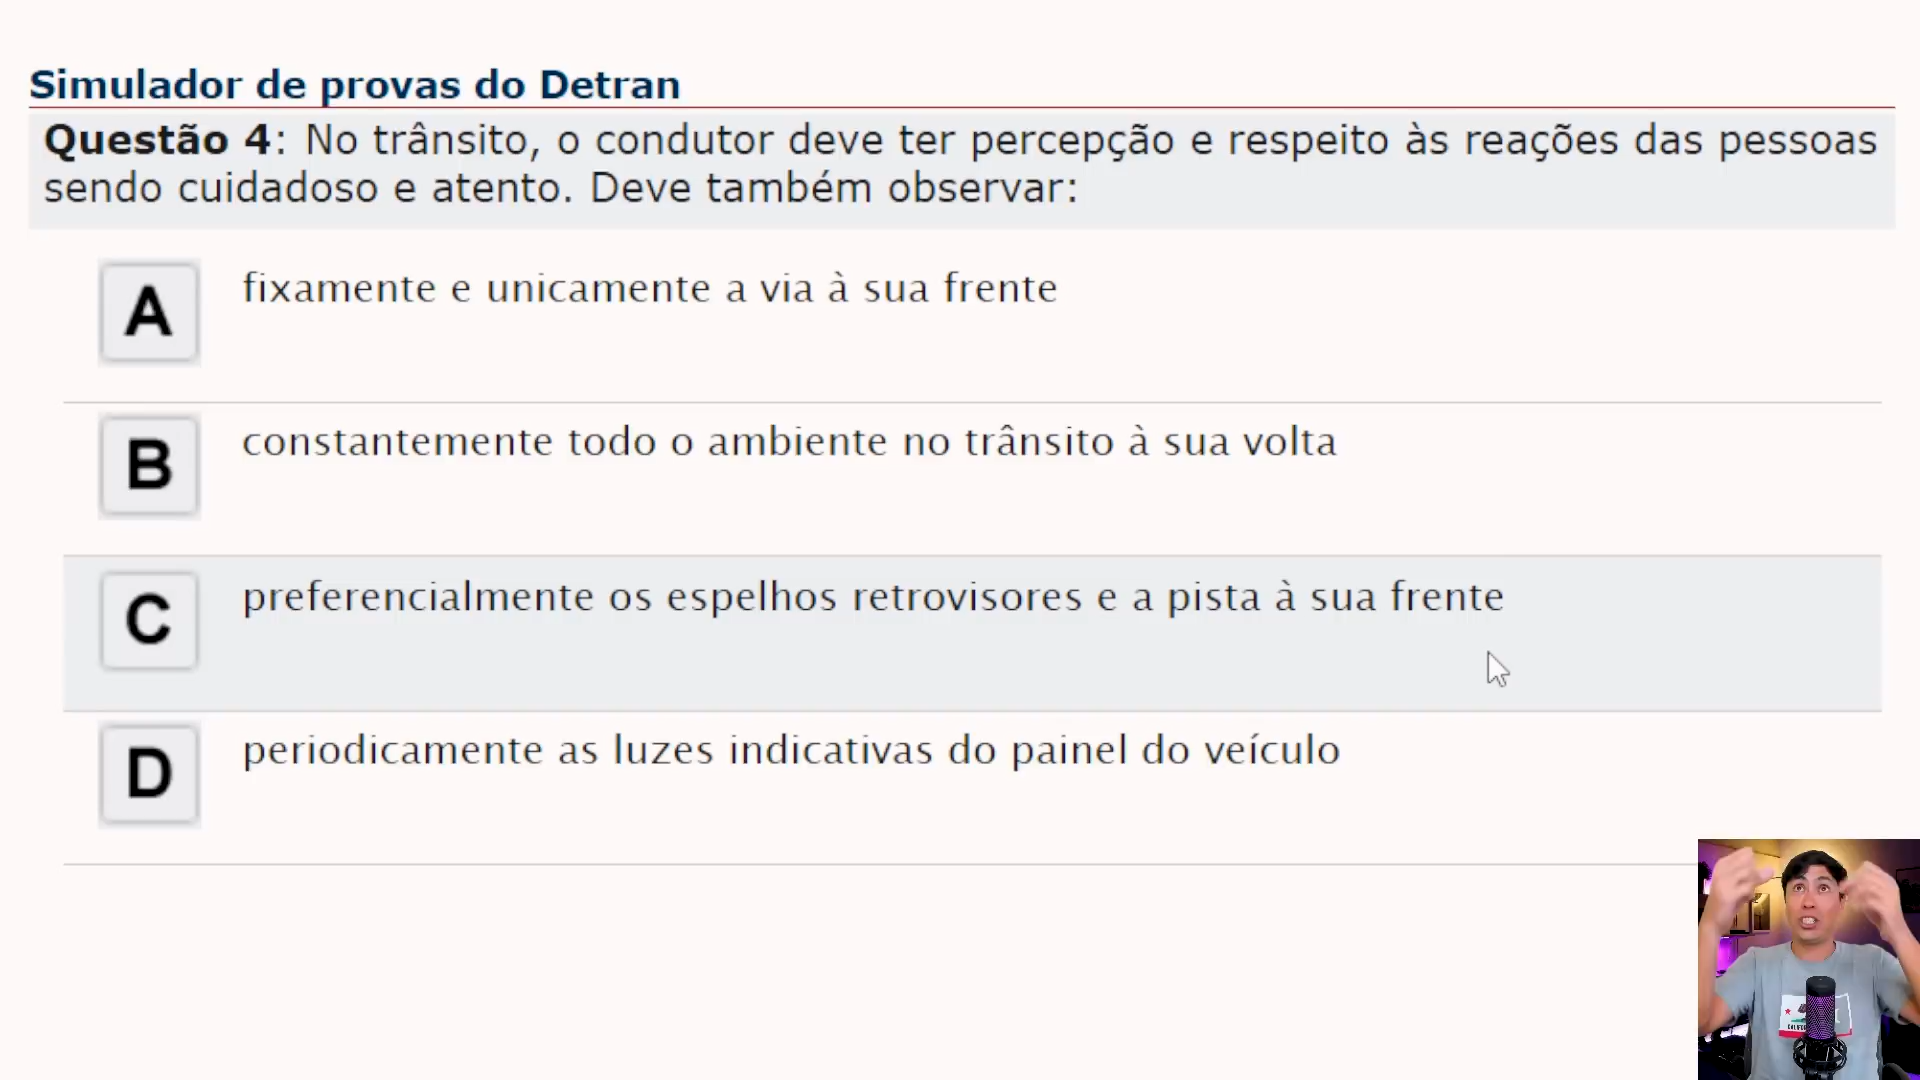 Simulador de provas do Detran
Questão 4: No trânsito, o condutor deve ter percepção e respeito às reações das pessoas
sendo cuidadoso e atento. Deve também observar:
A fixamente e unicamente a via à sua frente
B constantemente todo o ambiente no trânsito à sua volta
C preferencialmente os espelhos retrovisores e a pista à sua frente
D periodicamente as luzes indicativas do painel do veículo